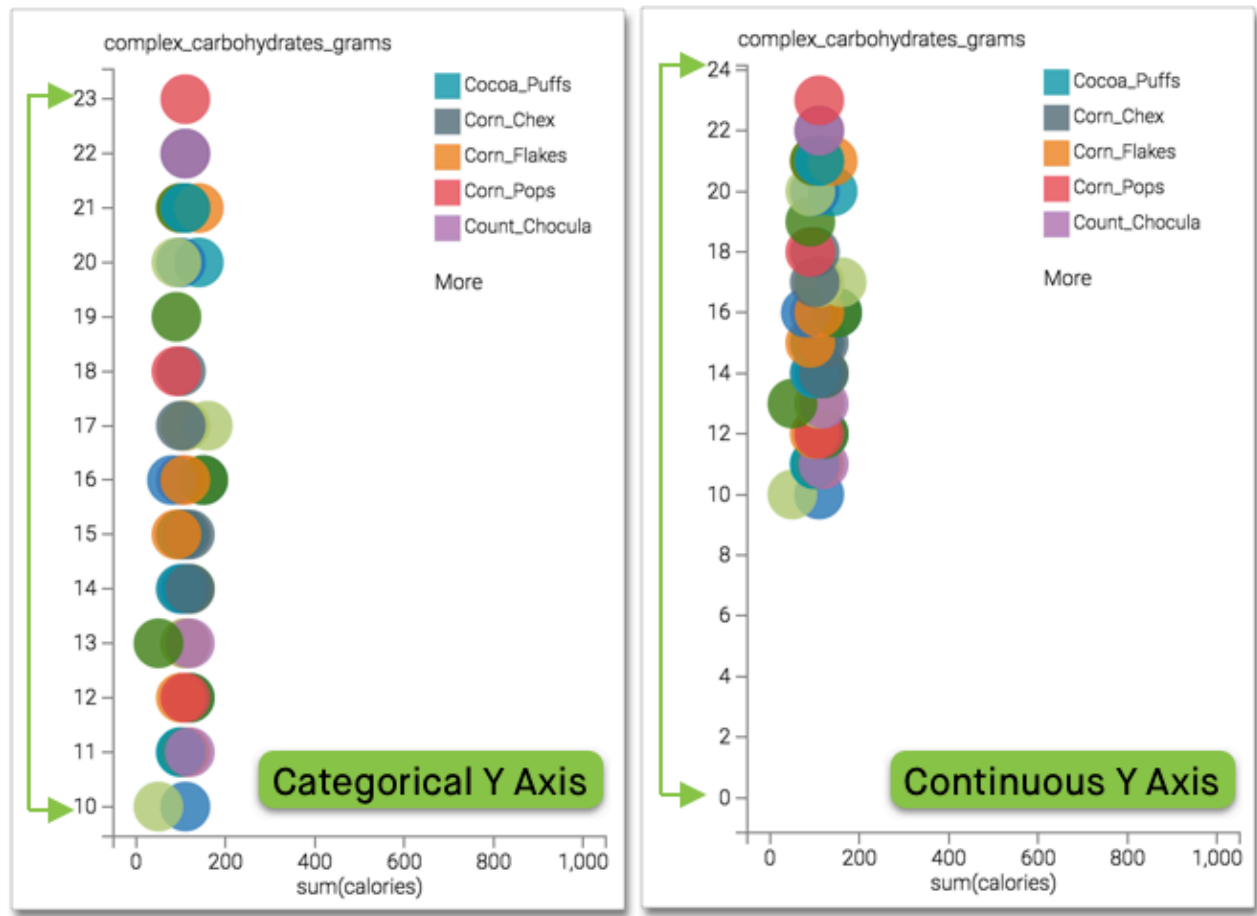 complex_carbohydrates_grams
23
22
21
20
19
18
17
16
15
14
13
12
11
10
Cocoa_Puffs
Corn_Chex
Corn_Flakes
Corn_Pops
Count_Chocula
More
Categorical Y Axis
0 200 400 600 800 1,000
sum(calories)
complex_carbohydrates_grams
24
22
20
18
16
14
12
10
8
6
4
2
0
Cocoa_Puffs
Corn_Chex
Corn_Flakes
Corn_Pops
Count_Chocula
More
Continuous Y Axis
0 200 400 600 800 1,000
sum(calories)